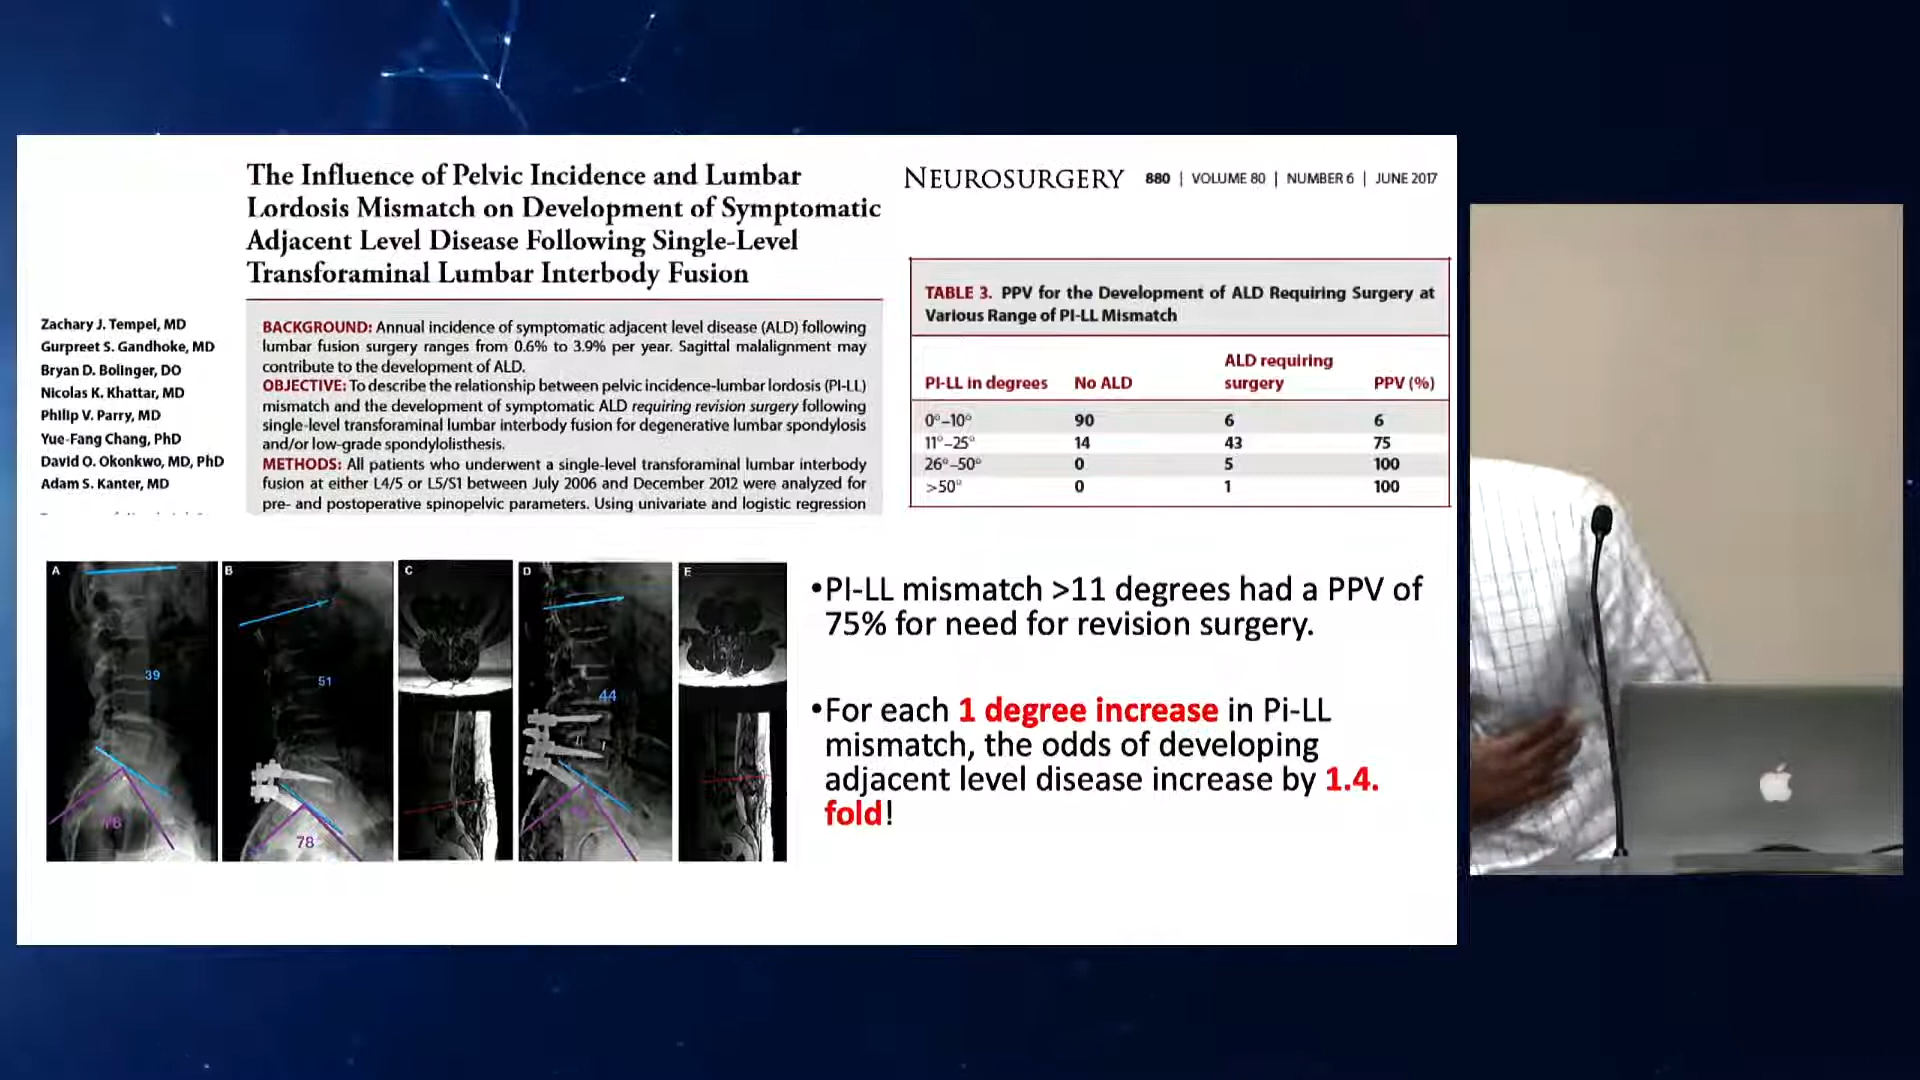 The Influence of Pelvic Incidence and Lumbar
Lordosis Mismatch on Development of Symptomatic
Adjacent Level Disease Following Single-Level
Transforaminal Lumbar Interbody Fusion
NEUROSURGERY 880 | VOLUME 80 | NUMBER 6 | JUNE 2017
Zachary J. Tempel, MD
Gurpreet S. Gandhoke, MD
Bryan D. Bolinger, DO
Nicolas K. Khattar, MD
Philip V. Parry, MD
Yue-Fang Chang, PhD
David O. Okonkwo, MD, PhD
Adam S. Kanter, MD
BACKGROUND: Annual incidence of symptomatic adjacent level disease (ALD) following
lumbar fusion surgery ranges from 0.6% to 3.9% per year. Sagittal malalignment may
contribute to the development of ALD.
OBJECTIVE: To describe the relationship between pelvic incidence-lumbar lordosis (PI-LL)
mismatch and the development of symptomatic ALD requiring revision surgery following
single-level transforaminal lumbar interbody fusion for degenerative lumbar spondylosis
and/or low-grade spondylolisthesis.
METHODS: All patients who underwent a single-level transforaminal lumbar interbody
fusion at either L4/5 or L5/S1 between July 2006 and December 2012 were analyzed for
pre- and postoperative spinopelvic parameters. Using univariate and logistic regression
TABLE 3. PPV for the Development of ALD Requiring Surgery at
Various Range of PI-LL Mismatch
PI-LL in degrees No ALD ALD requiring surgery PPV (%)
0°–10° 90 6 6
11°–25° 14 43 75
26°–50° 0 5 100
>50° 0 1 100
A
39
B
51
78
C
D
44
E
•PI-LL mismatch >11 degrees had a PPV of
75% for need for revision surgery.
•For each 1 degree increase in Pi-LL
mismatch, the odds of developing
adjacent level disease increase by 1.4.
fold!